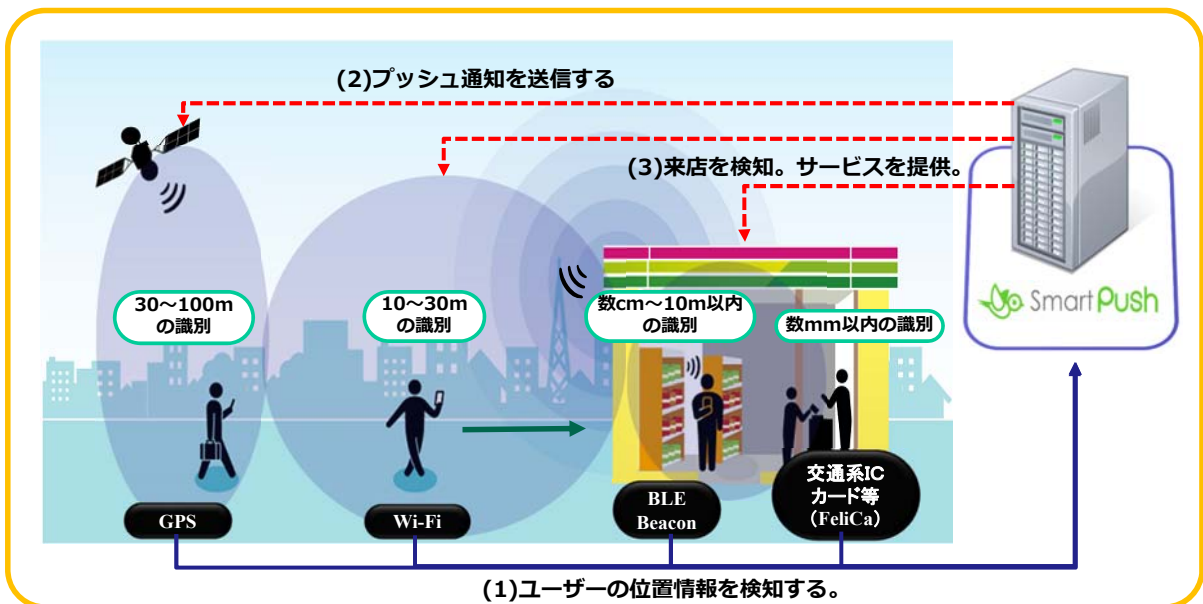 (2)プッシュ通知を送信する
(3)来店を検知。サービスを提供。
30～100m
の識別
10～30m
の識別
数cm～10m以内
の識別
数mm以内の識別
Smart Push
GPS
Wi-Fi
BLE
Beacon
交通系IC
カード等
（FeliCa）
(1)ユーザーの位置情報を検知する。